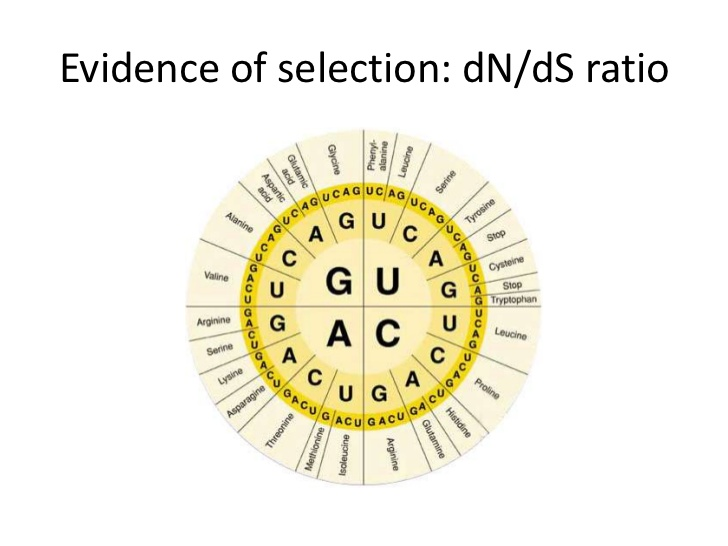 Evidence of selection: dN/dS ratio
Phenyl-
alanine
Leucine
Serine
Tyrosine
Stop
Cysteine
Stop
Tryptophan
Leucine
Proline
Histidine
Glutamine
Arginine
Isoleucine
Methionine
Threonine
Asparagine
Lysine
Serine
Arginine
Valine
Alanine
Aspartic
acid
Glutamic
acid
Glycine
U C A G
U C A G
U C A G
U C A G
U C A G
U C A G
U C A G
U C A G
G A C U
G A C U
G A C U
G A C U
U C A G
U C A G
U C A G
U C A G
U C A G
U C A G
G A C U
U C A G
G U
A C